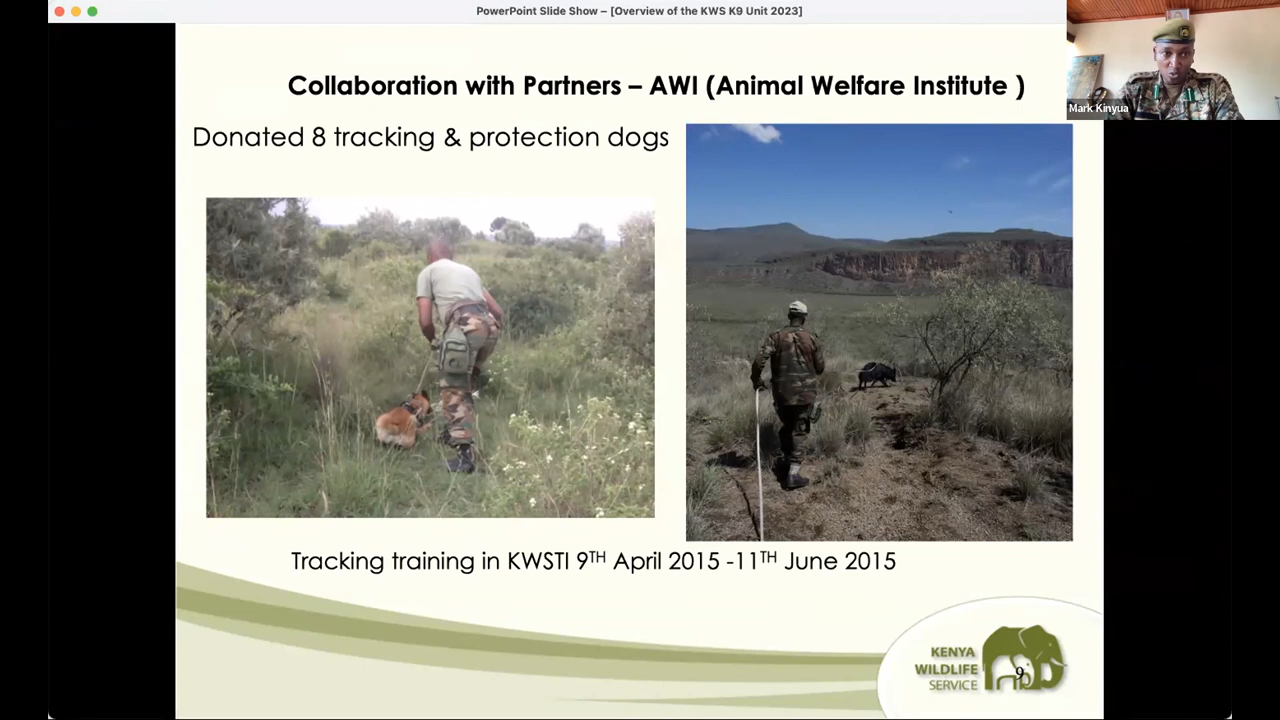 PowerPoint Slide Show – [Overview of the KWS K9 Unit 2023]
Mark Kinyua
Collaboration with Partners – AWI (Animal Welfare Institute )
Donated 8 tracking & protection dogs
Tracking training in KWSTI 9TH April 2015 -11TH June 2015
KENYA
WILDLIFE
SERVICE
9